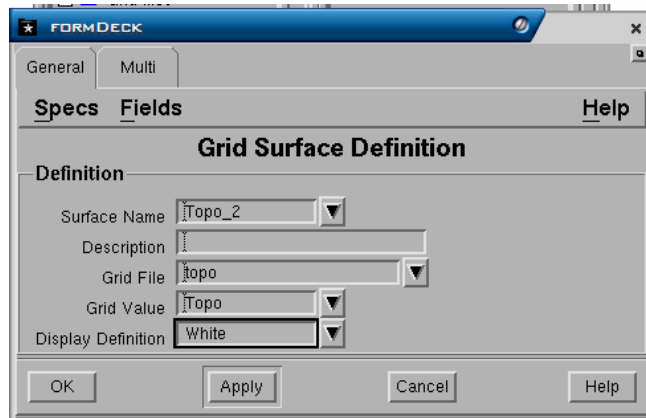 FORMDECK
General Multi
Specs Fields Help
Grid Surface Definition
Definition
Surface Name Topo_2
Description
Grid File topo
Grid Value Topo
Display Definition White
OK Apply Cancel Help